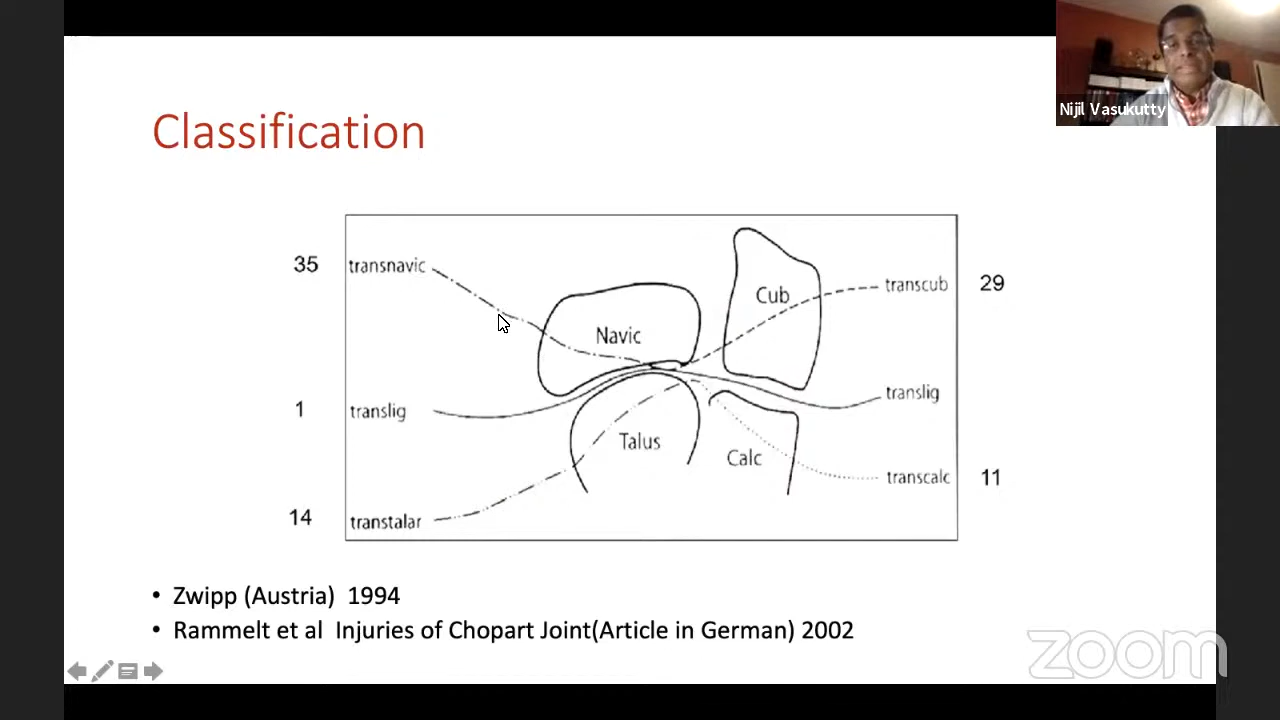 Nijil Vasukutty
Classification
35 transnavic
Cub
transcub 29
Navic
1 translig
translig
Talus
Calc
transcalc 11
14 transtalar
• Zwipp (Austria)  1994
• Rammelt et al  Injuries of Chopart Joint(Article in German) 2002
zoom